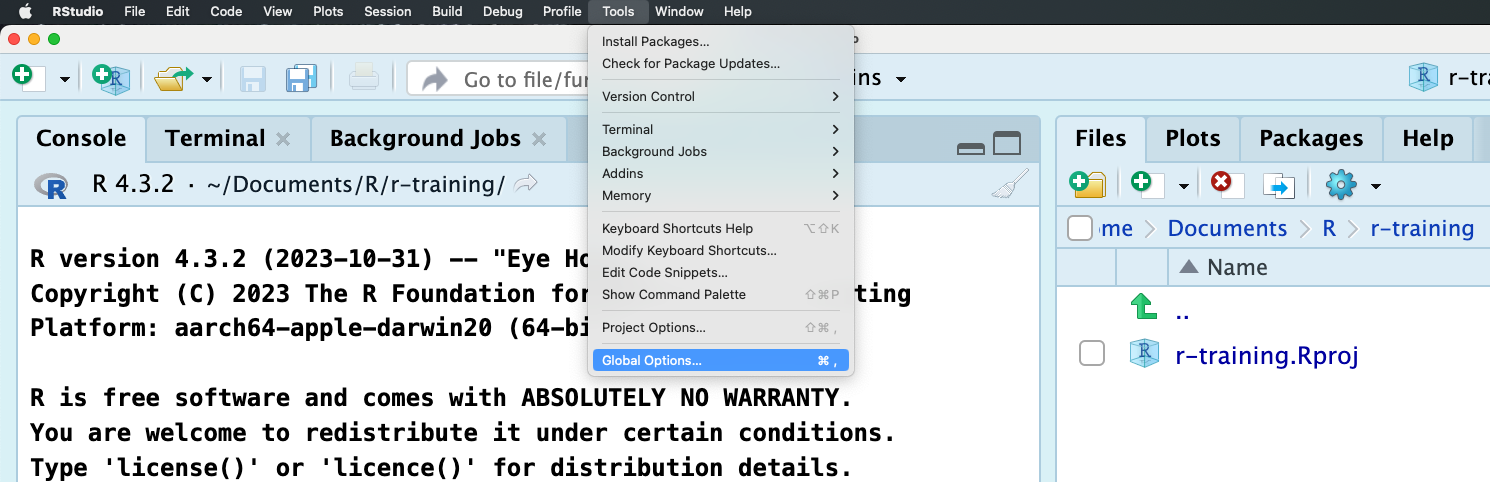 RStudio File Edit Code View Plots Session Build Debug Profile Tools Window Help
Install Packages...
Check for Package Updates...
Version Control
Terminal
Background Jobs
Addins
Memory
Keyboard Shortcuts Help ⌥⇧K
Modify Keyboard Shortcuts...
Edit Code Snippets...
Show Command Palette ⇧⌘P
Project Options... ⇧⌘,
Global Options... ⌘,
Go to file/fu
Console Terminal Background Jobs
R 4.3.2 · ~/Documents/R/r-training/
R version 4.3.2 (2023-10-31) -- "Eye Ho
Copyright (C) 2023 The R Foundation for ting
Platform: aarch64-apple-darwin20 (64-bi
R is free software and comes with ABSOLUTELY NO WARRANTY.
You are welcome to redistribute it under certain conditions.
Type 'license()' or 'licence()' for distribution details.
Files Plots Packages Help
me Documents R r-training
Name
..
r-training.Rproj